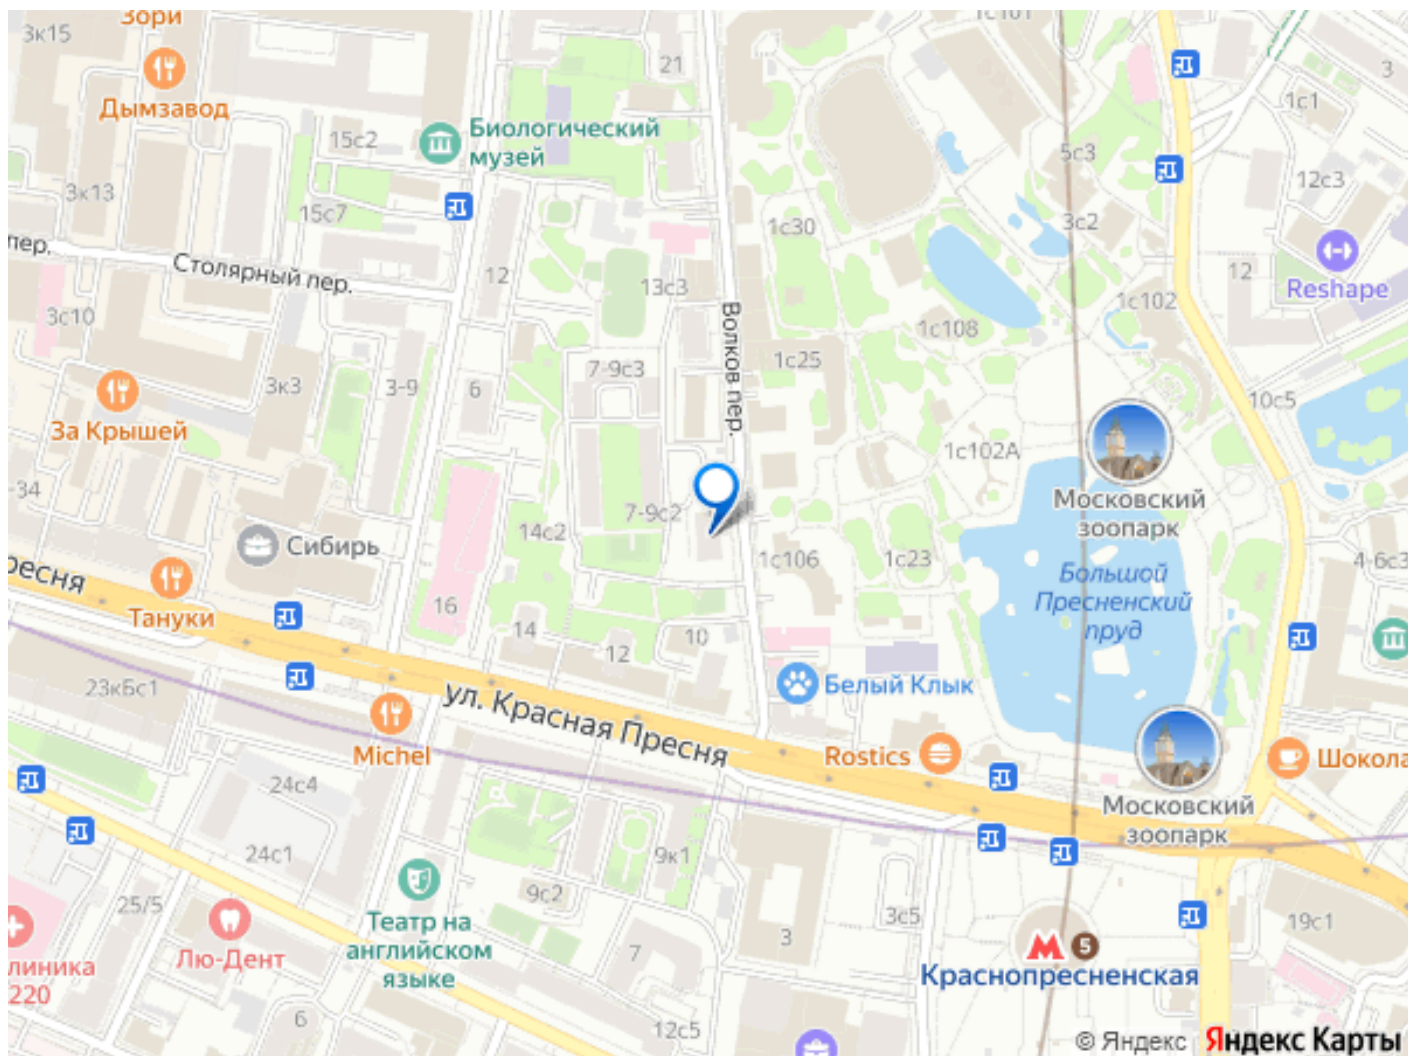 Зори
3к15
Дымзавод
21
1с101
3
1с1
15с2
Биологический
музей
5с3
12с3
3к13
15с7
1с30
3с2
пер.
Столярный пер.
12
13с3
12
Reshape
3с10
Волков пер.
1с108
1с102
7-9с3
1с25
3к3
3-9
6
10с5
За Крышей
1с102А
-34
7-9с2
Московский
зоопарк
14с2
Сибирь
1с106
1с23
4-6с3
Большой
Пресненский
пруд
ресня
Тануки
16
14
10
12
23кБс1
Белый Клык
ул. Красная Пресня
Michel
Rostics
Шокола
24с4
Московский
зоопарк
24с1
9к1
9с2
25/5
Театр на
английском
языке
3с5
19с1
Лю-Дент
7
3
линика
220
5
Краснопресненская
6
12с5
© Яндекс Яндекс Карты